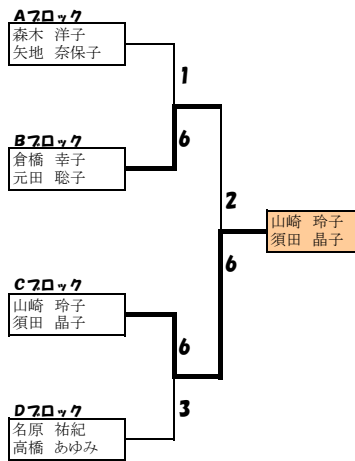 Aブロック
森木 洋子
矢地 奈保子
1
Bブロック
6
倉橋 幸子
元田 聡子
2
山崎 玲子
須田 晶子
6
Cブロック
山崎 玲子
須田 晶子
6
Dブロック
3
名原 祐紀
高橋 あゆみ